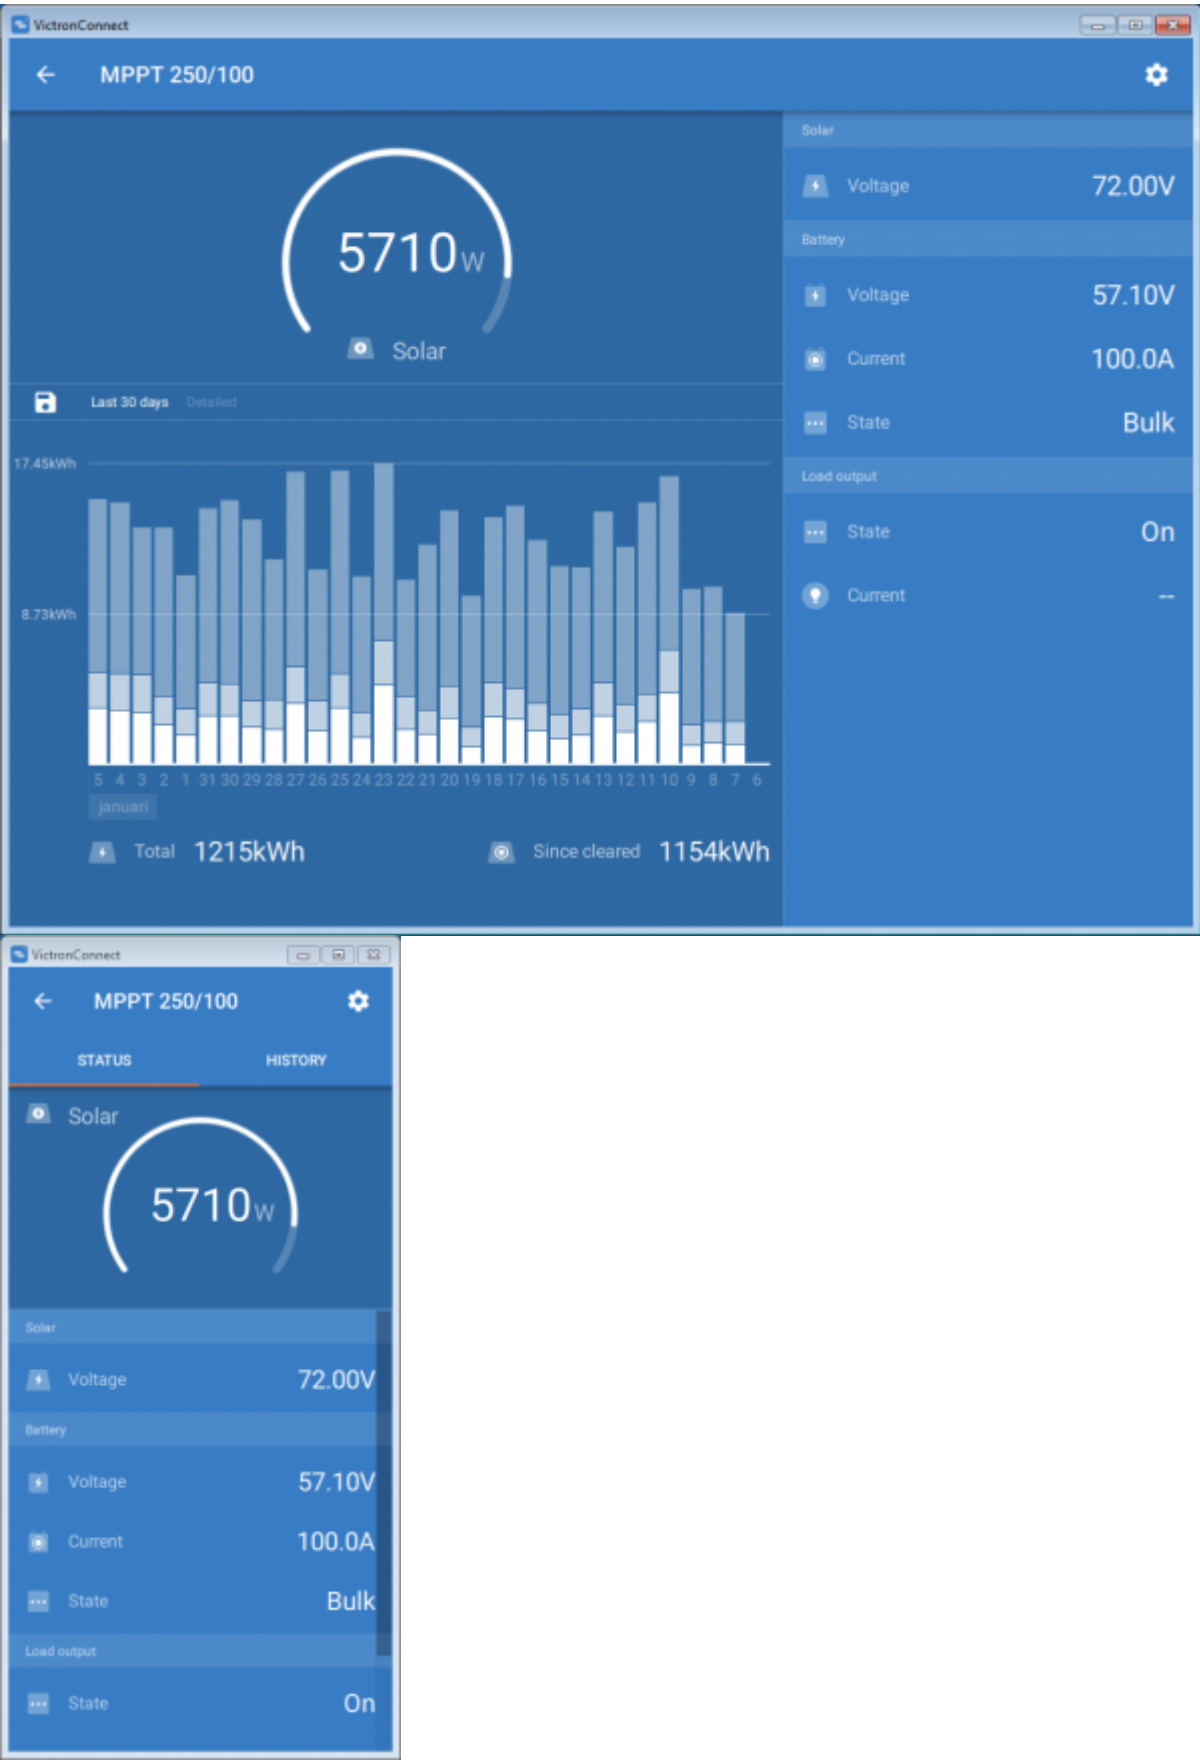 VictronConnect
MPPT 250/100
5710W
Solar
Last 30 days Detailed
17.45kWh
8.73kWh
5 4 3 2 1 31 30 29 28 27 26 25 24 23 22 21 20 19 18 17 16 15 14 13 12 11 10 9 8 7 6
januari
Total 1215kWh Since cleared 1154kWh
Solar
Voltage 72.00V
Battery
Voltage 57.10V
Current 100.0A
State Bulk
Load output
State On
Current --
VictronConnect
MPPT 250/100
STATUS HISTORY
Solar
5710W
Solar
Voltage 72.00V
Battery
Voltage 57.10V
Current 100.0A
State Bulk
Load output
State On